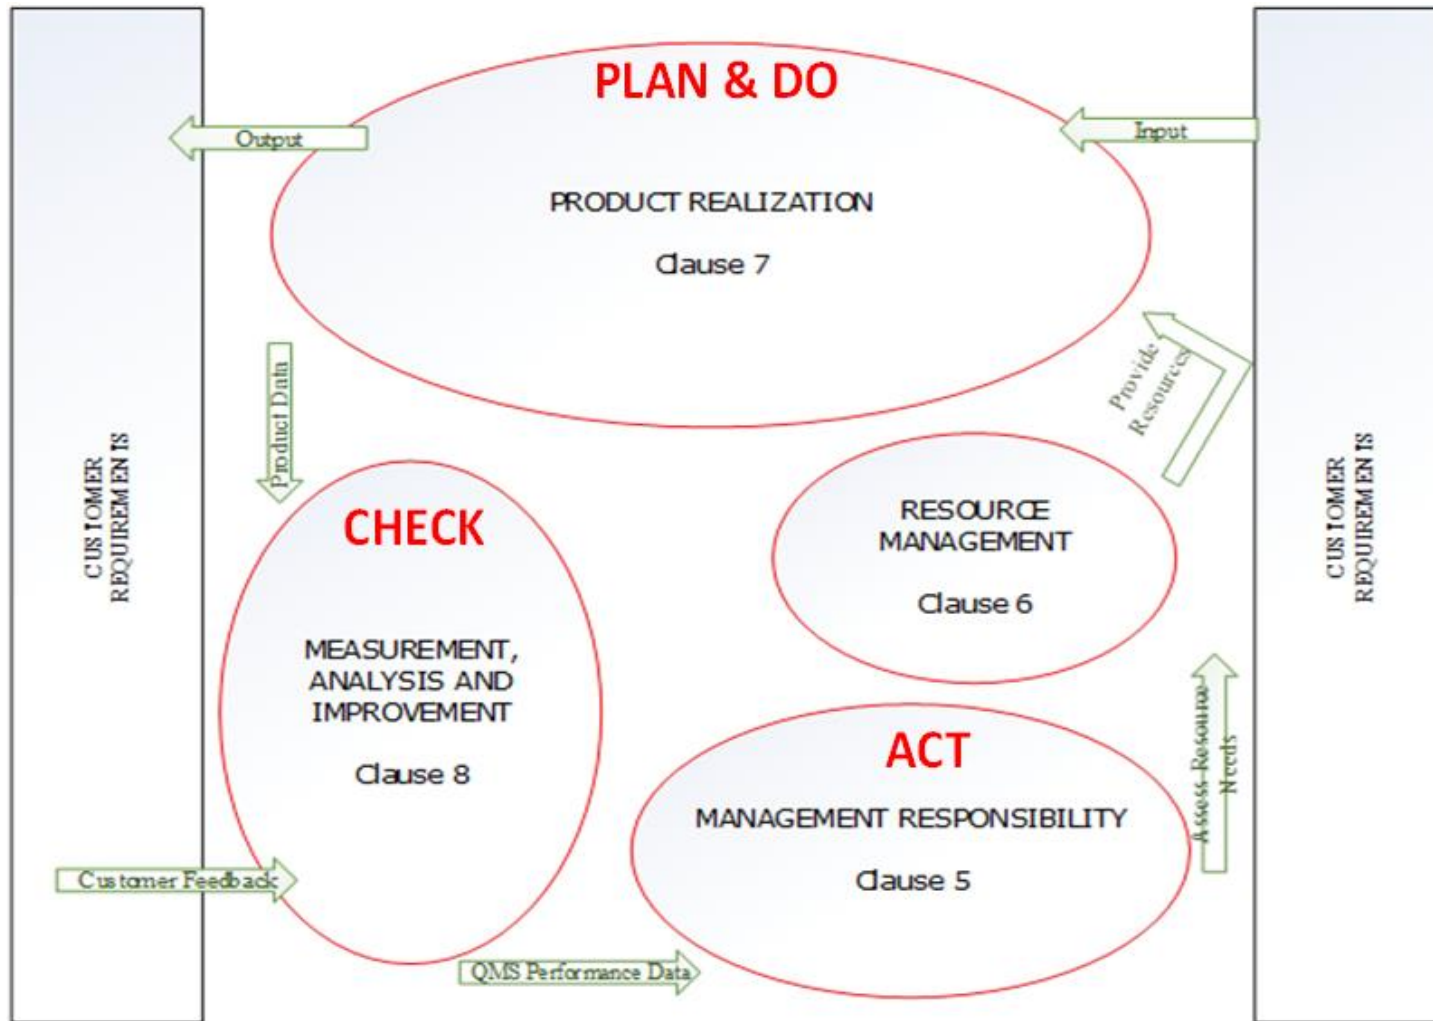 PLAN & DO
Output
Input
PRODUCT REALIZATION
Clause 7
Product Data
Provide
Resources
CUSTOMER
REQUIREMENTS
CHECK
MEASUREMENT,
ANALYSIS AND
IMPROVEMENT
Clause 8
RESOURCE
MANAGEMENT
Clause 6
CUSTOMER
REQUIREMENTS
Assess Resource
Needs
ACT
MANAGEMENT RESPONSIBILITY
Clause 5
Customer Feedback
QMS Performance Data